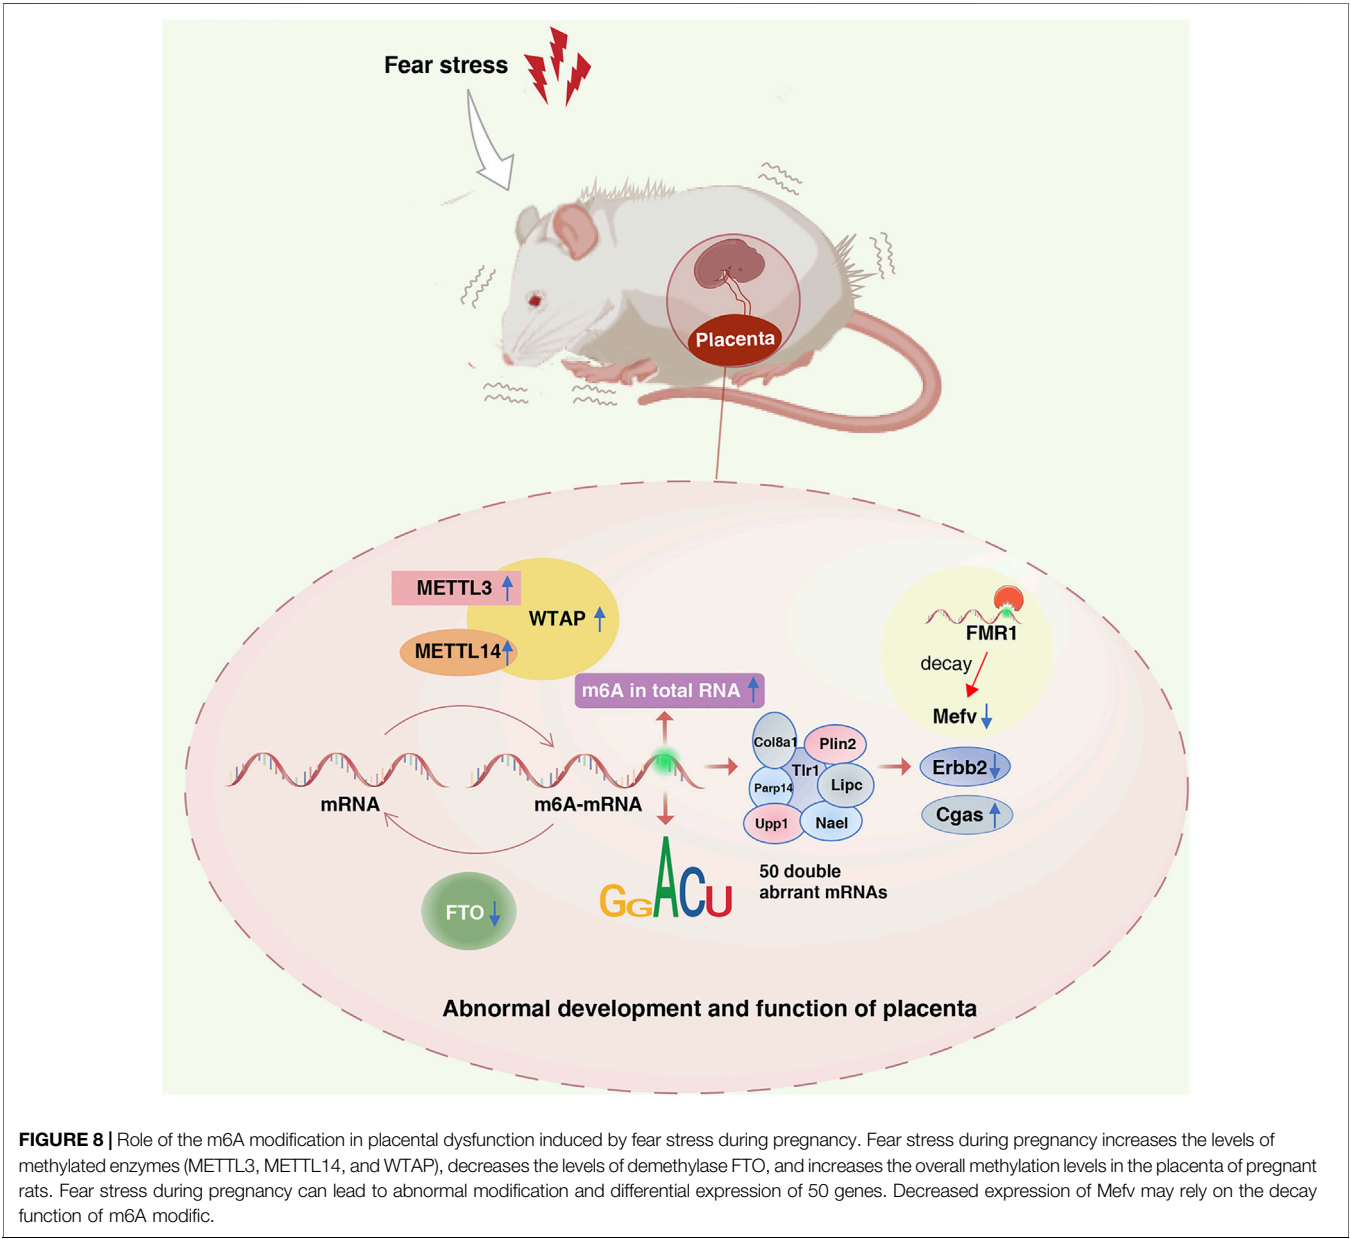 Fear stress
Placenta
METTL3
WTAP
METTL14
m6A in total RNA
FMR1
decay
Mefv
Col8a1
Plin2
Tlr1
Parp14
Lipc
Upp1
Nael
Erbb2
Cgas
mRNA
m6A-mRNA
GGACU
50 double
abrrant mRNAs
FTO
Abnormal development and function of placenta
FIGURE 8 | Role of the m6A modification in placental dysfunction induced by fear stress during pregnancy. Fear stress during pregnancy increases the levels of
methylated enzymes (METTL3, METTL14, and WTAP), decreases the levels of demethylase FTO, and increases the overall methylation levels in the placenta of pregnant
rats. Fear stress during pregnancy can lead to abnormal modification and differential expression of 50 genes. Decreased expression of Mefv may rely on the decay
function of m6A modific.